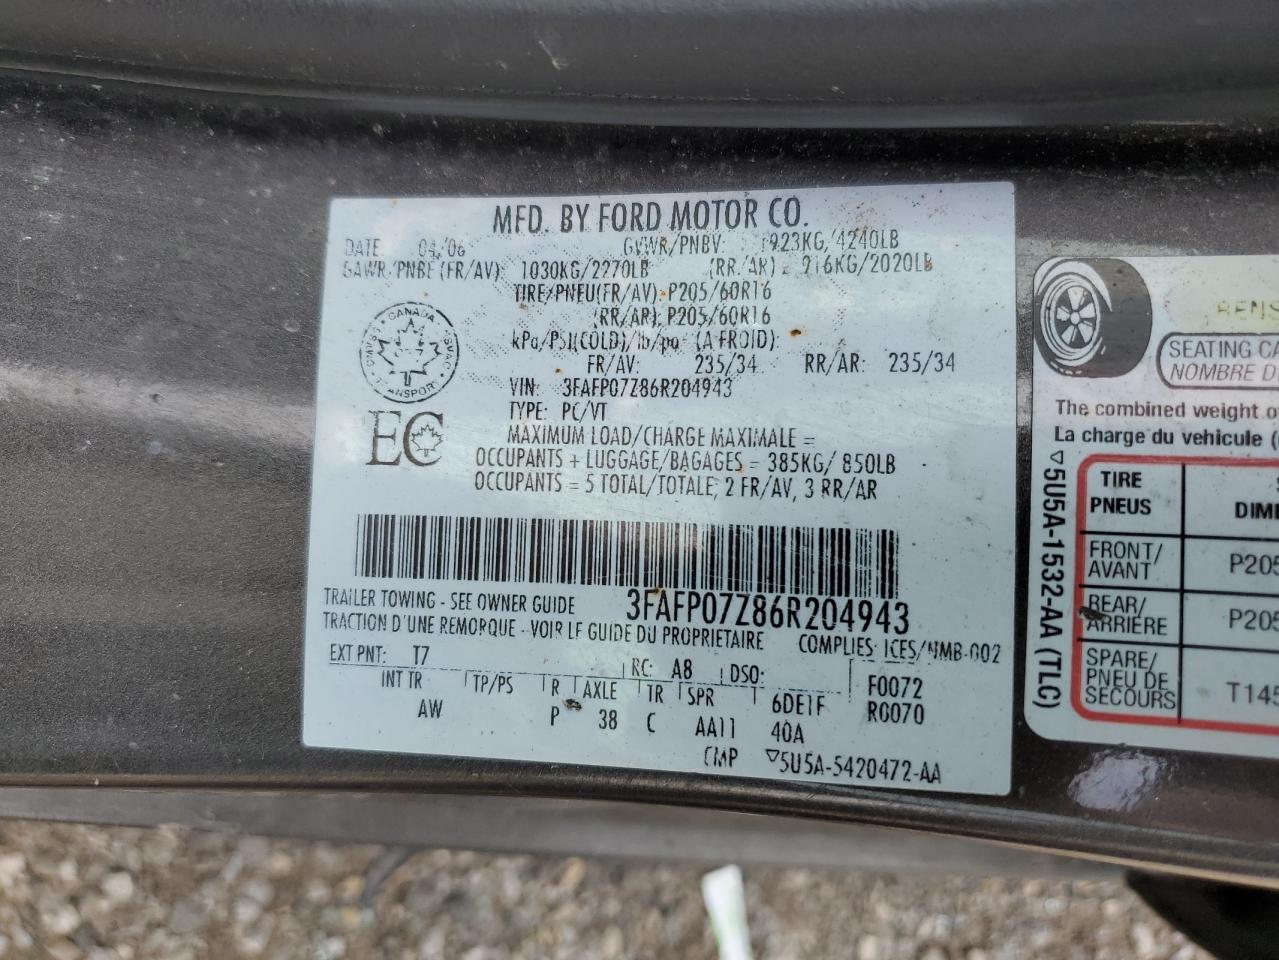 MFD. BY FORD MOTOR CO.
DATE: 04/06 GVWR/PNBV: 1923KG/4240LB
GAWR/PNBE (FR/AV): 1030KG/2270LB (RR/AR): 916KG/2020LB
TIRE/PNEU(FR/AV): P205/60R16
(RR/AR): P205/60R16
kPa/PSI(COLD)/lb/po (A FROID):
FR/AV: 235/34 RR/AR: 235/34
VIN: 3FAFP07Z86R204943
TYPE: PC/VT
MAXIMUM LOAD/CHARGE MAXIMALE =
OCCUPANTS + LUGGAGE/BAGAGES = 385KG/850LB
OCCUPANTS = 5 TOTAL/TOTALE, 2 FR/AV, 3 RR/AR
CANADA
TRANSPORT
EC
3FAFP07Z86R204943
TRAILER TOWING - SEE OWNER GUIDE
TRACTION D'UNE REMORQUE - VOIR LE GUIDE DU PROPRIETAIRE COMPLIES: ICES/NMB-002
EXT PNT: T7 RC: A8 DSO: F0072
INT TR TP/PS R AXLE TR SPR 6DE1F R0070
AW P 38 C AA11 40A
CMP ▽5U5A-5420472-AA
RENS
SEATING CA
NOMBRE D
The combined weight o
La charge du vehicule (
▽5U5A-1532-AA (TLC)
TIRE
PNEUS
DIM
FRONT/
AVANT P205
REAR/
ARRIÈRE P205
SPARE/
PNEU DE
SECOURS T145